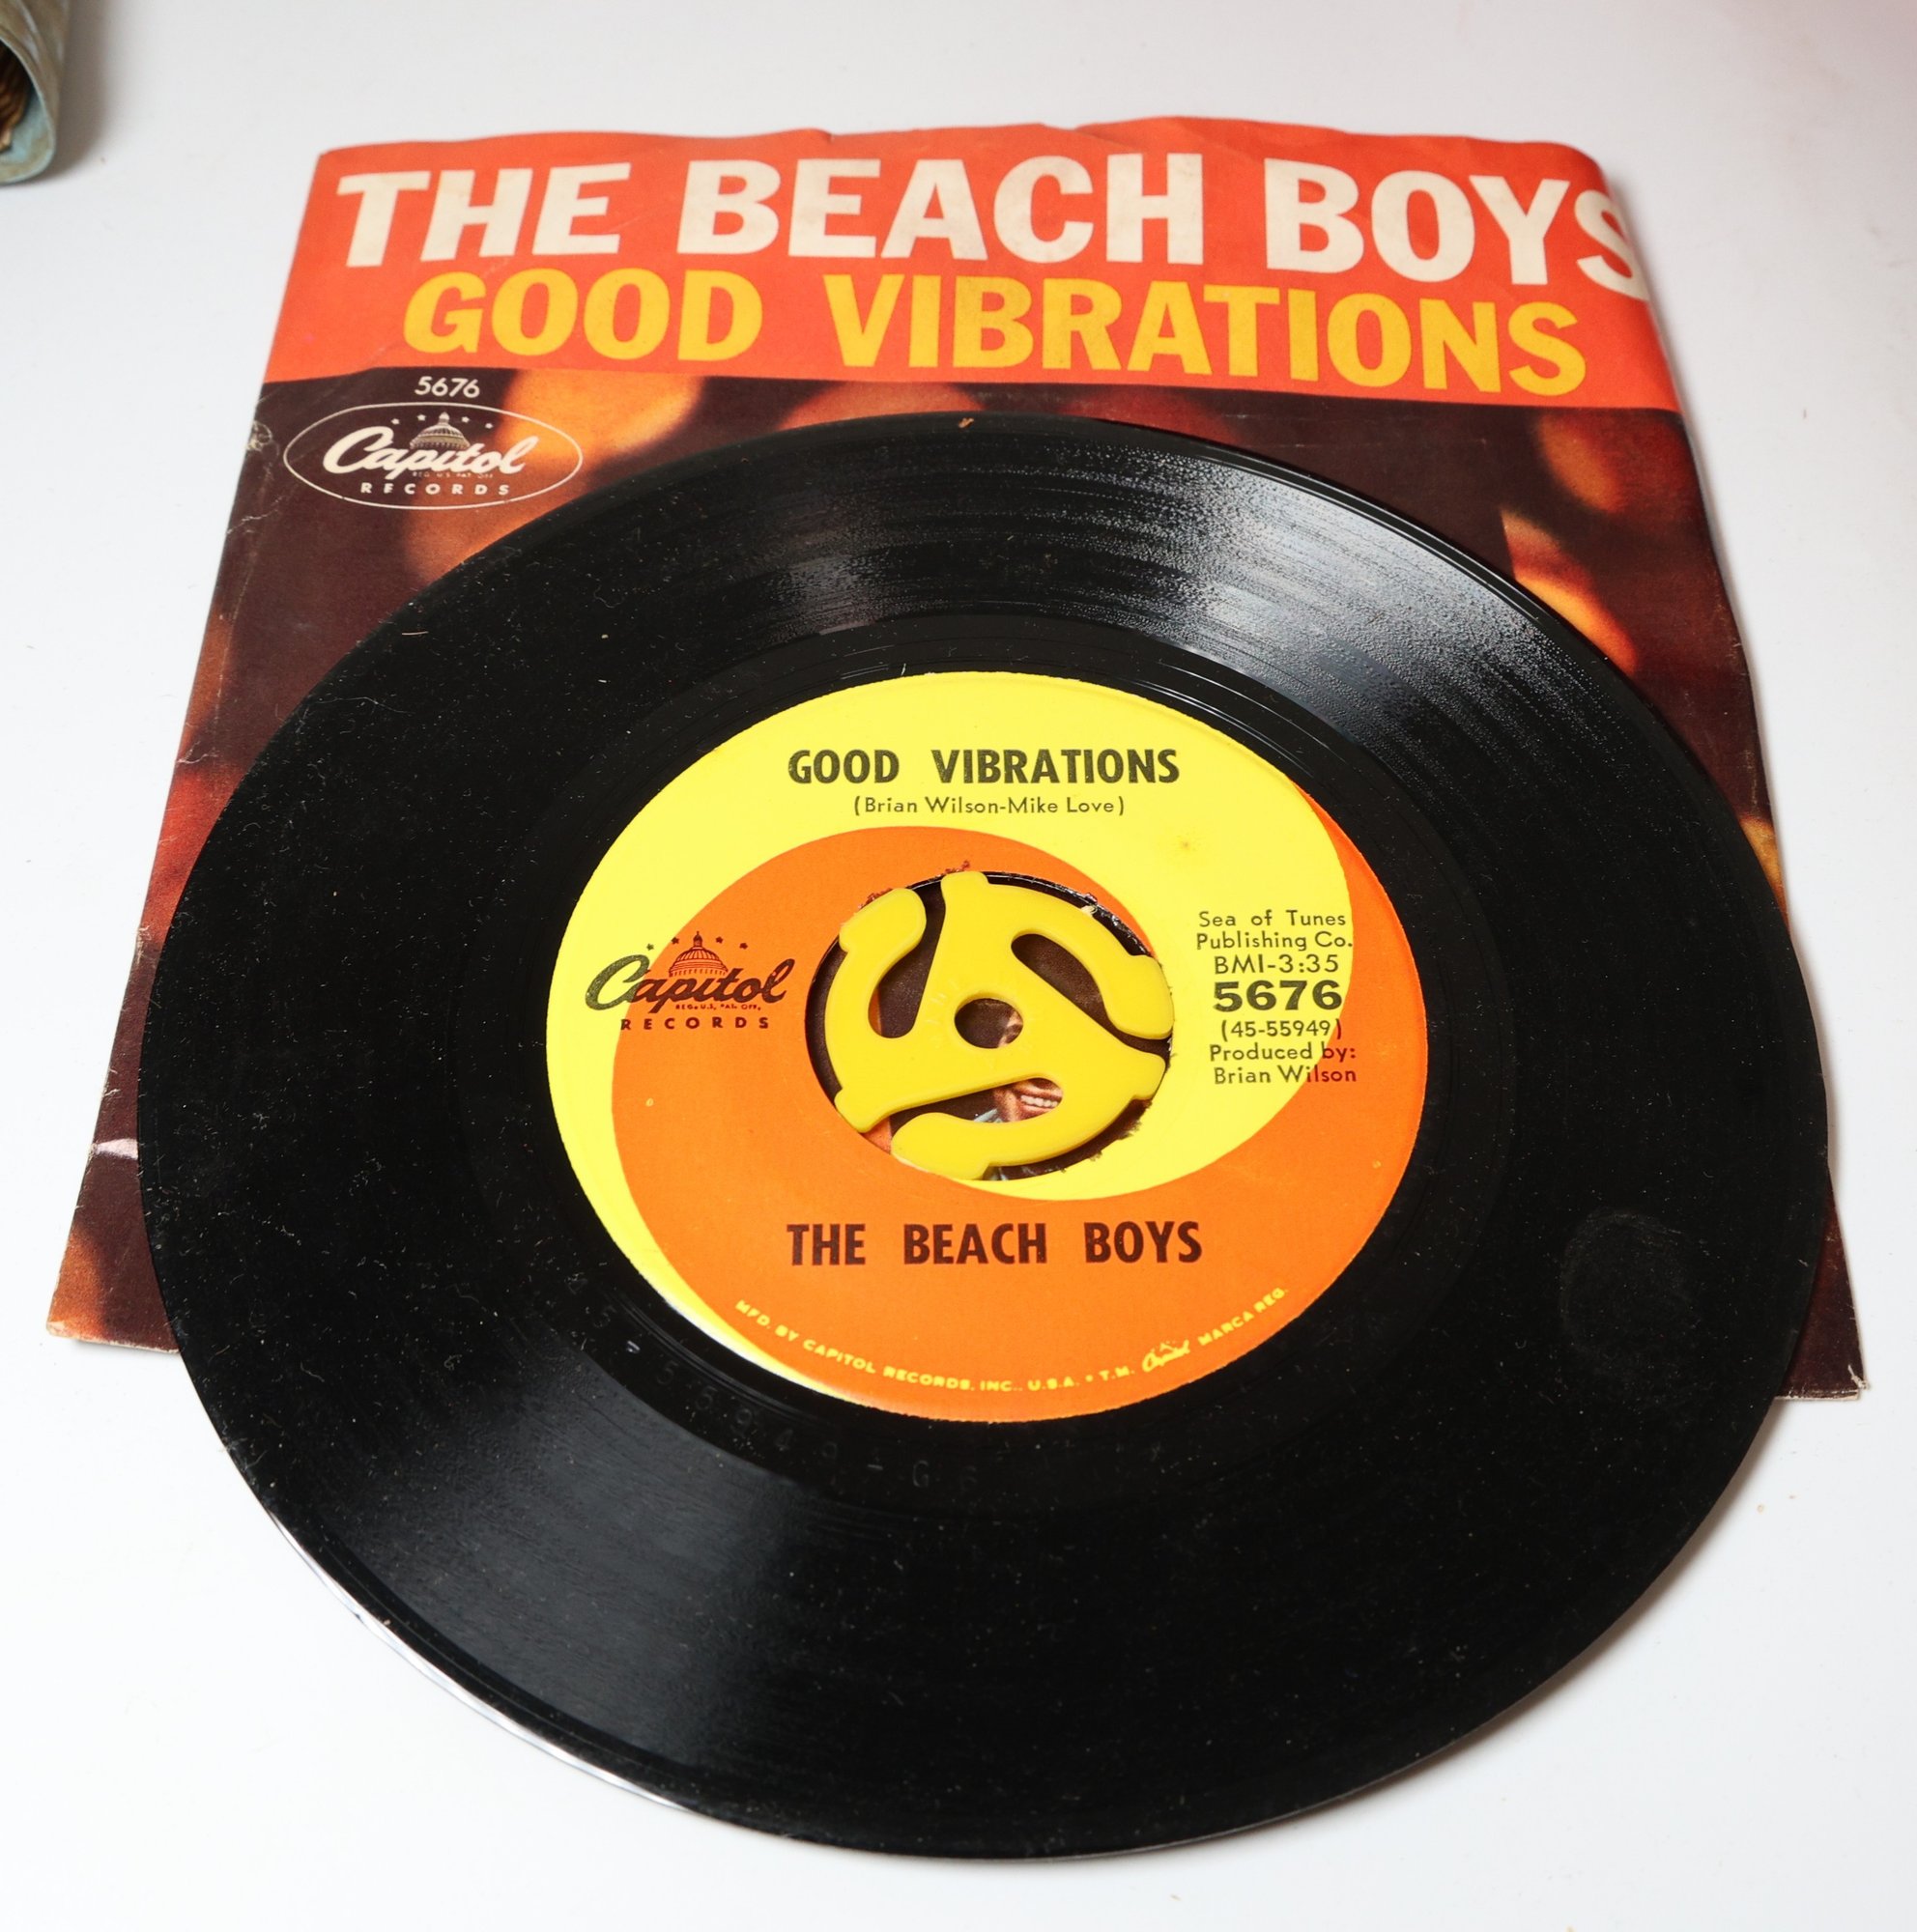 THE BEACH BOYS
GOOD VIBRATIONS
5676
Capitol
RECORDS
GOOD VIBRATIONS
(Brian Wilson-Mike Love)
Capitol
RECORDS
Sea of Tunes
Publishing Co.
BMI-3:35
5676
(45-55949)
Produced by:
Brian Wilson
THE BEACH BOYS
MFD. BY CAPITOL RECORDS, INC., U.S.A. • T.M. Capitol MARCA REG.